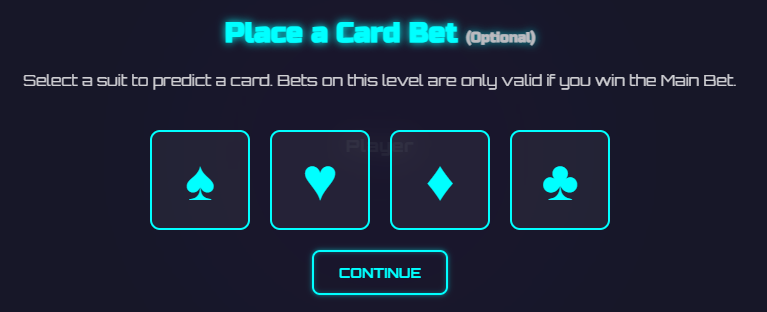 Place a Card Bet (Optional)
Select a suit to predict a card. Bets on this level are only valid if you win the Main Bet.
Player
CONTINUE